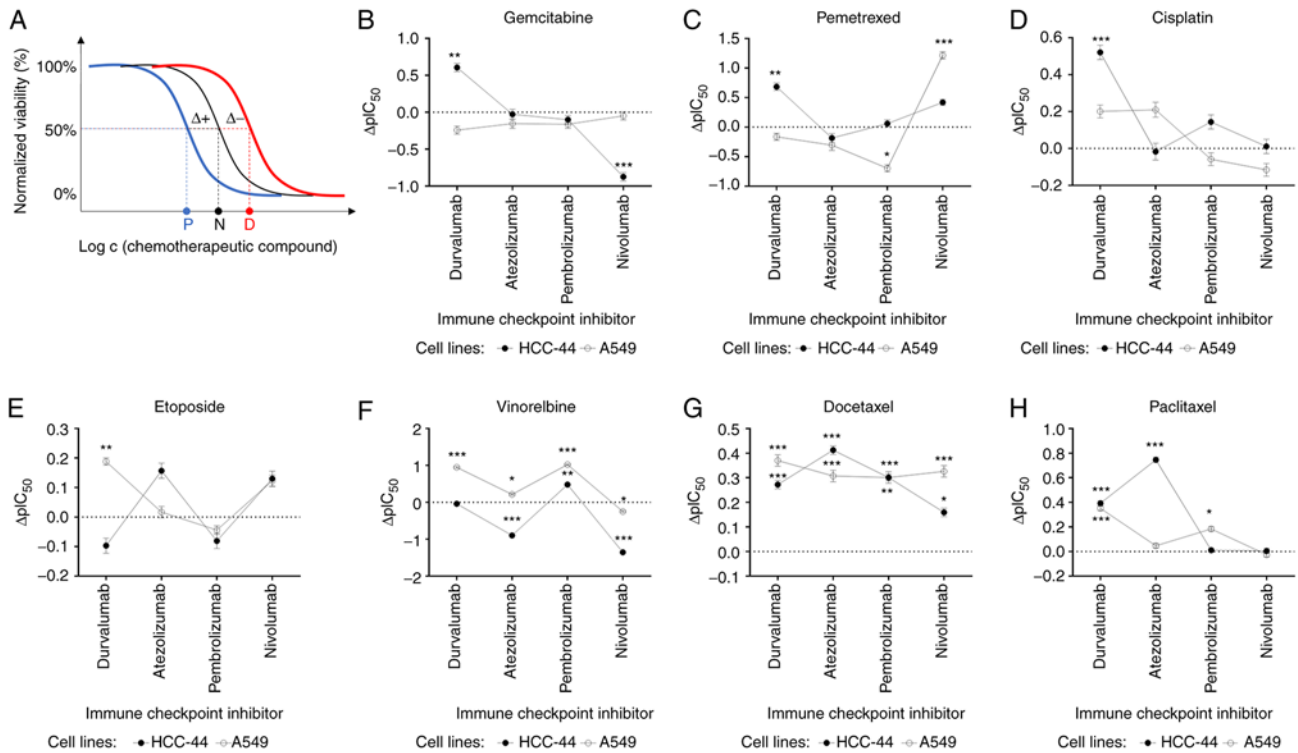 A
Normalized viability (%)
100%
50%
0%
Δ+
Δ−
P
N
D
Log c (chemotherapeutic compound)
B
Gemcitabine
ΔpIC50
1.0
0.5
0.0
−0.5
−1.0
**
***
Durvalumab
Atezolizumab
Pembrolizumab
Nivolumab
Immune checkpoint inhibitor
Cell lines: HCC-44 A549
C
Pemetrexed
ΔpIC50
1.5
1.0
0.5
0.0
−0.5
−1.0
**
*
***
Durvalumab
Atezolizumab
Pembrolizumab
Nivolumab
Immune checkpoint inhibitor
Cell lines: HCC-44 A549
D
Cisplatin
ΔpIC50
0.6
0.4
0.2
0.0
−0.2
***
Durvalumab
Atezolizumab
Pembrolizumab
Nivolumab
Immune checkpoint inhibitor
Cell lines: HCC-44 A549
E
Etoposide
ΔpIC50
0.3
0.2
0.1
0.0
−0.1
−0.2
**
Durvalumab
Atezolizumab
Pembrolizumab
Nivolumab
Immune checkpoint inhibitor
Cell lines: HCC-44 A549
F
Vinorelbine
ΔpIC50
2
1
0
−1
−2
***
*
***
***
**
*
***
Durvalumab
Atezolizumab
Pembrolizumab
Nivolumab
Immune checkpoint inhibitor
Cell lines: HCC-44 A549
G
Docetaxel
ΔpIC50
0.5
0.4
0.3
0.2
0.1
0.0
−0.1
***
***
***
***
***
**
***
*
Durvalumab
Atezolizumab
Pembrolizumab
Nivolumab
Immune checkpoint inhibitor
Cell lines: HCC-44 A549
H
Paclitaxel
ΔpIC50
1.0
0.8
0.6
0.4
0.2
0.0
−0.2
***
***
***
*
Durvalumab
Atezolizumab
Pembrolizumab
Nivolumab
Immune checkpoint inhibitor
Cell lines: HCC-44 A549